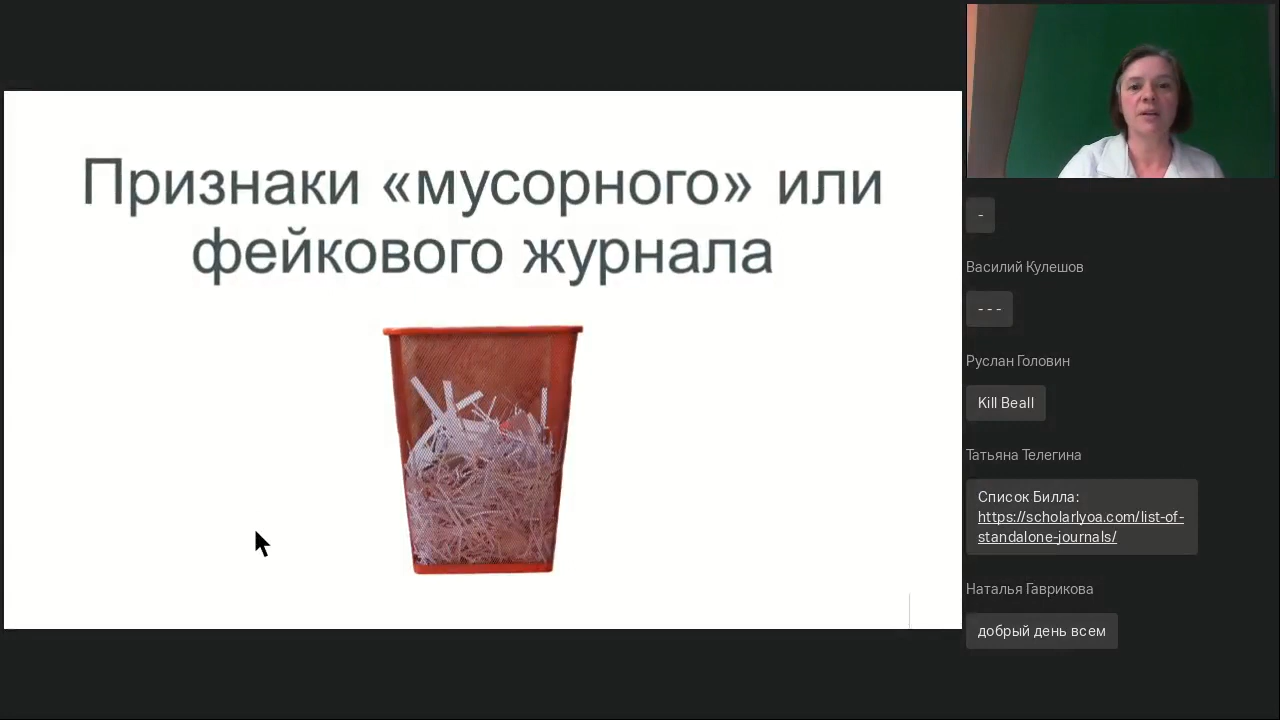 Признаки «мусорного» или
фейкового журнала
-
Василий Кулешов
- - -
Руслан Головин
Kill Beall
Татьяна Телегина
Список Билла:
https://scholarlyoa.com/list-of-
standalone-journals/
Наталья Гаврикова
добрый день всем